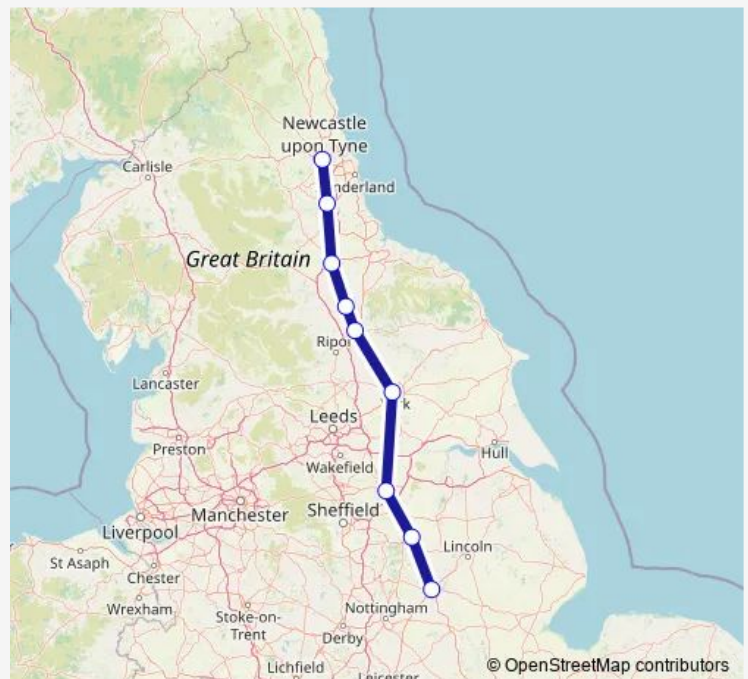 Newcastle
upon Tyne
Carlisle
nderland
Great Britain
Ripo
Lancaster
Leeds
k
Preston
Wakefield
Hull
Manchester
Sheffield
Liverpool
Lincoln
St Asaph
Chester
Wrexham
Nottingham
Stoke-on-
Trent
Derby
Lichfield
Leicester
© OpenStreetMap contributors